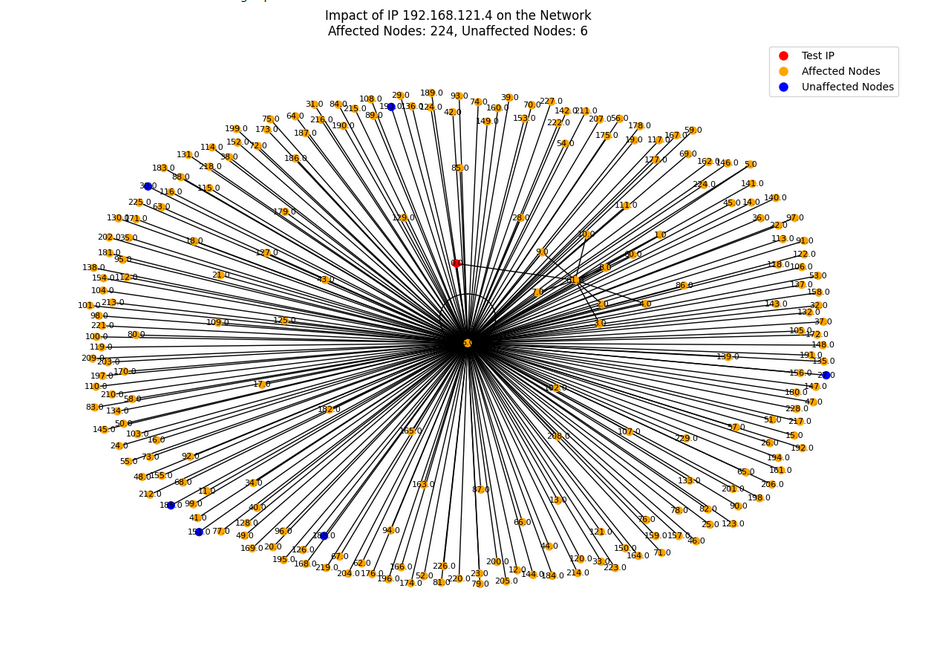 Impact of IP 192.168.121.4 on the Network
Affected Nodes: 224, Unaffected Nodes: 6
Test IP
Affected Nodes
Unaffected Nodes
31.0 84.0 108.0 29.0 136.0 189.0 93.0 39.0 227.0
215.0 89.0 124.0 42.0 74.0 160.0 70.0 142.0 211.0
75.0 64.0 216.0 190.0 149.0 153.0 222.0 207.0 56.0
199.0 173.0 187.0 54.0 175.0 178.0 59.0
152.0 72.0 19.0 117.0 167.0
114.0 38.0 186.0 85.0 177.0 69.0
131.0 218.0 162.0 146.0 5.0
183.0 88.0 115.0 224.0 141.0
116.0 111.0 45.0 14.0 140.0
225.0 63.0 179.0 129.0 28.0 36.0 97.0
130.0 171.0 22.0
202.0 35.0 18.0 1.0 113.0 91.0
181.0 95.0 127.0 9.0 122.0
138.0 118.0 106.0
154.0 112.0 21.0 43.0 86.0 137.0 53.0
104.0 158.0
101.0 213.0 143.0 32.0
98.0 109.0 125.0 132.0
221.0 105.0 37.0
100.0 80.0 172.0
119.0 148.0
209.0 203.0 139.0 191.0 135.0
197.0 170.0 156.0
110.0 17.0 180.0 147.0
210.0 58.0 47.0
83.0 134.0 182.0 228.0
50.0 51.0 217.0
145.0 103.0 165.0 107.0 57.0 15.0
24.0 16.0 229.0 26.0 192.0
55.0 73.0 92.0 194.0
48.0 155.0 65.0 161.0
68.0 34.0 163.0 133.0 206.0
212.0 11.0 87.0 201.0 198.0
99.0 40.0 13.0 82.0 90.0
41.0 128.0 66.0 76.0 78.0 25.0 123.0
77.0 49.0 96.0 94.0 121.0 159.0 157.0 46.0
169.0 20.0 126.0 44.0 150.0 71.0
195.0 168.0 67.0 62.0 200.0 120.0 33.0 164.0
219.0 204.0 176.0 166.0 226.0 23.0 12.0 144.0 184.0 214.0 223.0
196.0 174.0 52.0 81.0 220.0 79.0 205.0